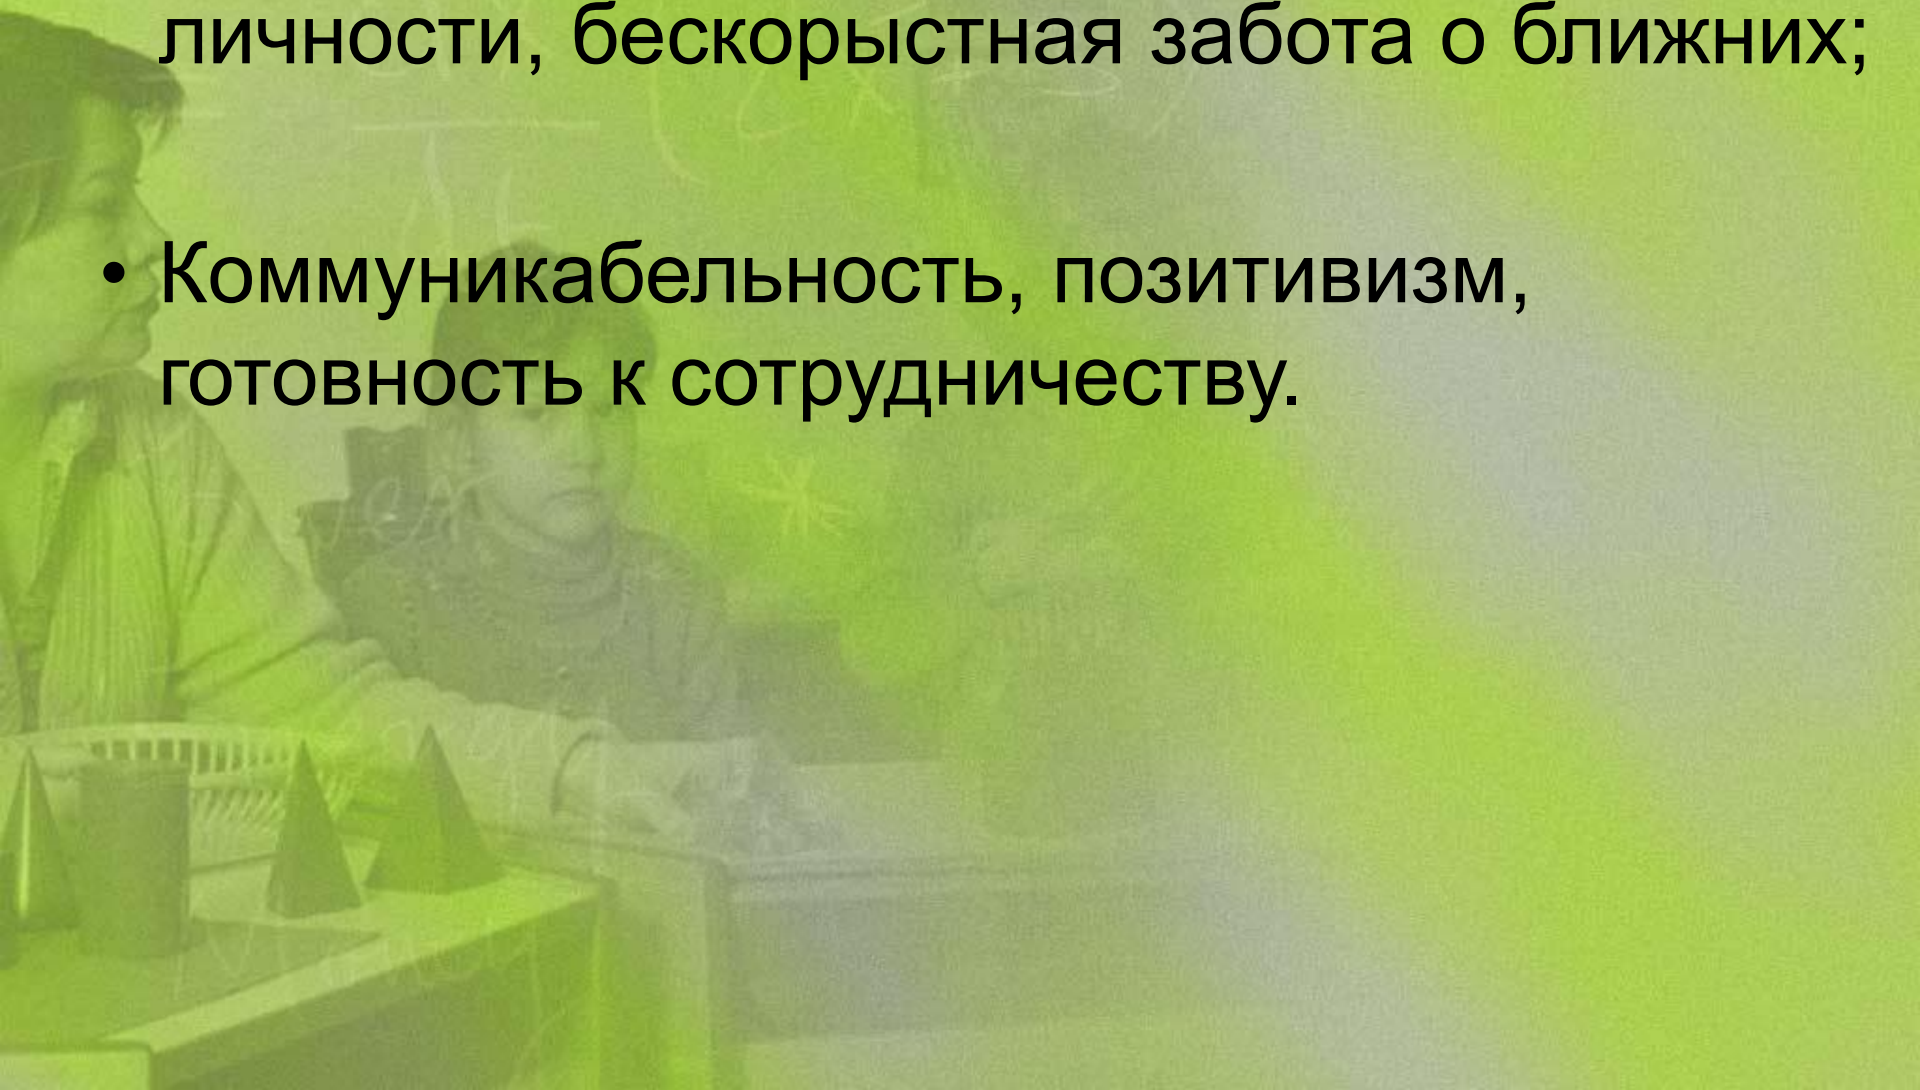 личности, бескорыстная забота о ближних;
• Коммуникабельность, позитивизм,
готовность к сотрудничеству.